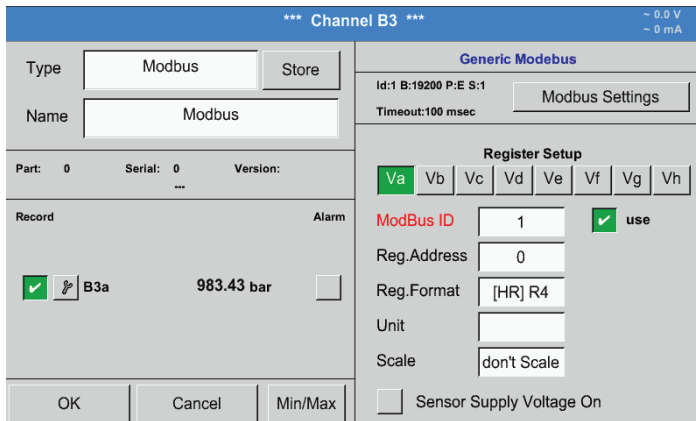 *** Channel B3 ***
~ 0.0 V
~ 0 mA
Type
Modbus
Store
Name
Modbus
Part: 0 Serial: 0 Version:
---
Record
Alarm
B3a 983.43 bar
OK
Cancel
Min/Max
Generic Modebus
Id:1 B:19200 P:E S:1
Timeout:100 msec
Modbus Settings
Register Setup
Va Vb Vc Vd Ve Vf Vg Vh
ModBus ID 1 use
Reg.Address 0
Reg.Format [HR] R4
Unit
Scale don't Scale
Sensor Supply Voltage On